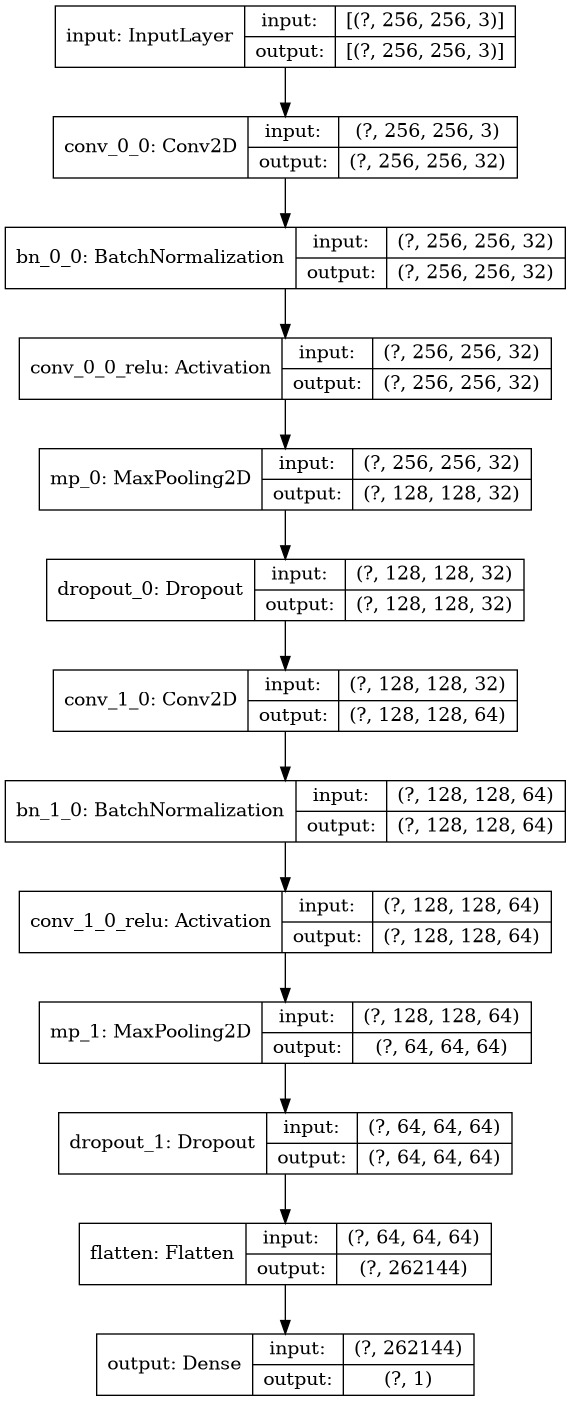 input: InputLayer input: [(?, 256, 256, 3)]
output: [(?, 256, 256, 3)]
conv_0_0: Conv2D input: (?, 256, 256, 3)
output: (?, 256, 256, 32)
bn_0_0: BatchNormalization input: (?, 256, 256, 32)
output: (?, 256, 256, 32)
conv_0_0_relu: Activation input: (?, 256, 256, 32)
output: (?, 256, 256, 32)
mp_0: MaxPooling2D input: (?, 256, 256, 32)
output: (?, 128, 128, 32)
dropout_0: Dropout input: (?, 128, 128, 32)
output: (?, 128, 128, 32)
conv_1_0: Conv2D input: (?, 128, 128, 32)
output: (?, 128, 128, 64)
bn_1_0: BatchNormalization input: (?, 128, 128, 64)
output: (?, 128, 128, 64)
conv_1_0_relu: Activation input: (?, 128, 128, 64)
output: (?, 128, 128, 64)
mp_1: MaxPooling2D input: (?, 128, 128, 64)
output: (?, 64, 64, 64)
dropout_1: Dropout input: (?, 64, 64, 64)
output: (?, 64, 64, 64)
flatten: Flatten input: (?, 64, 64, 64)
output: (?, 262144)
output: Dense input: (?, 262144)
output: (?, 1)